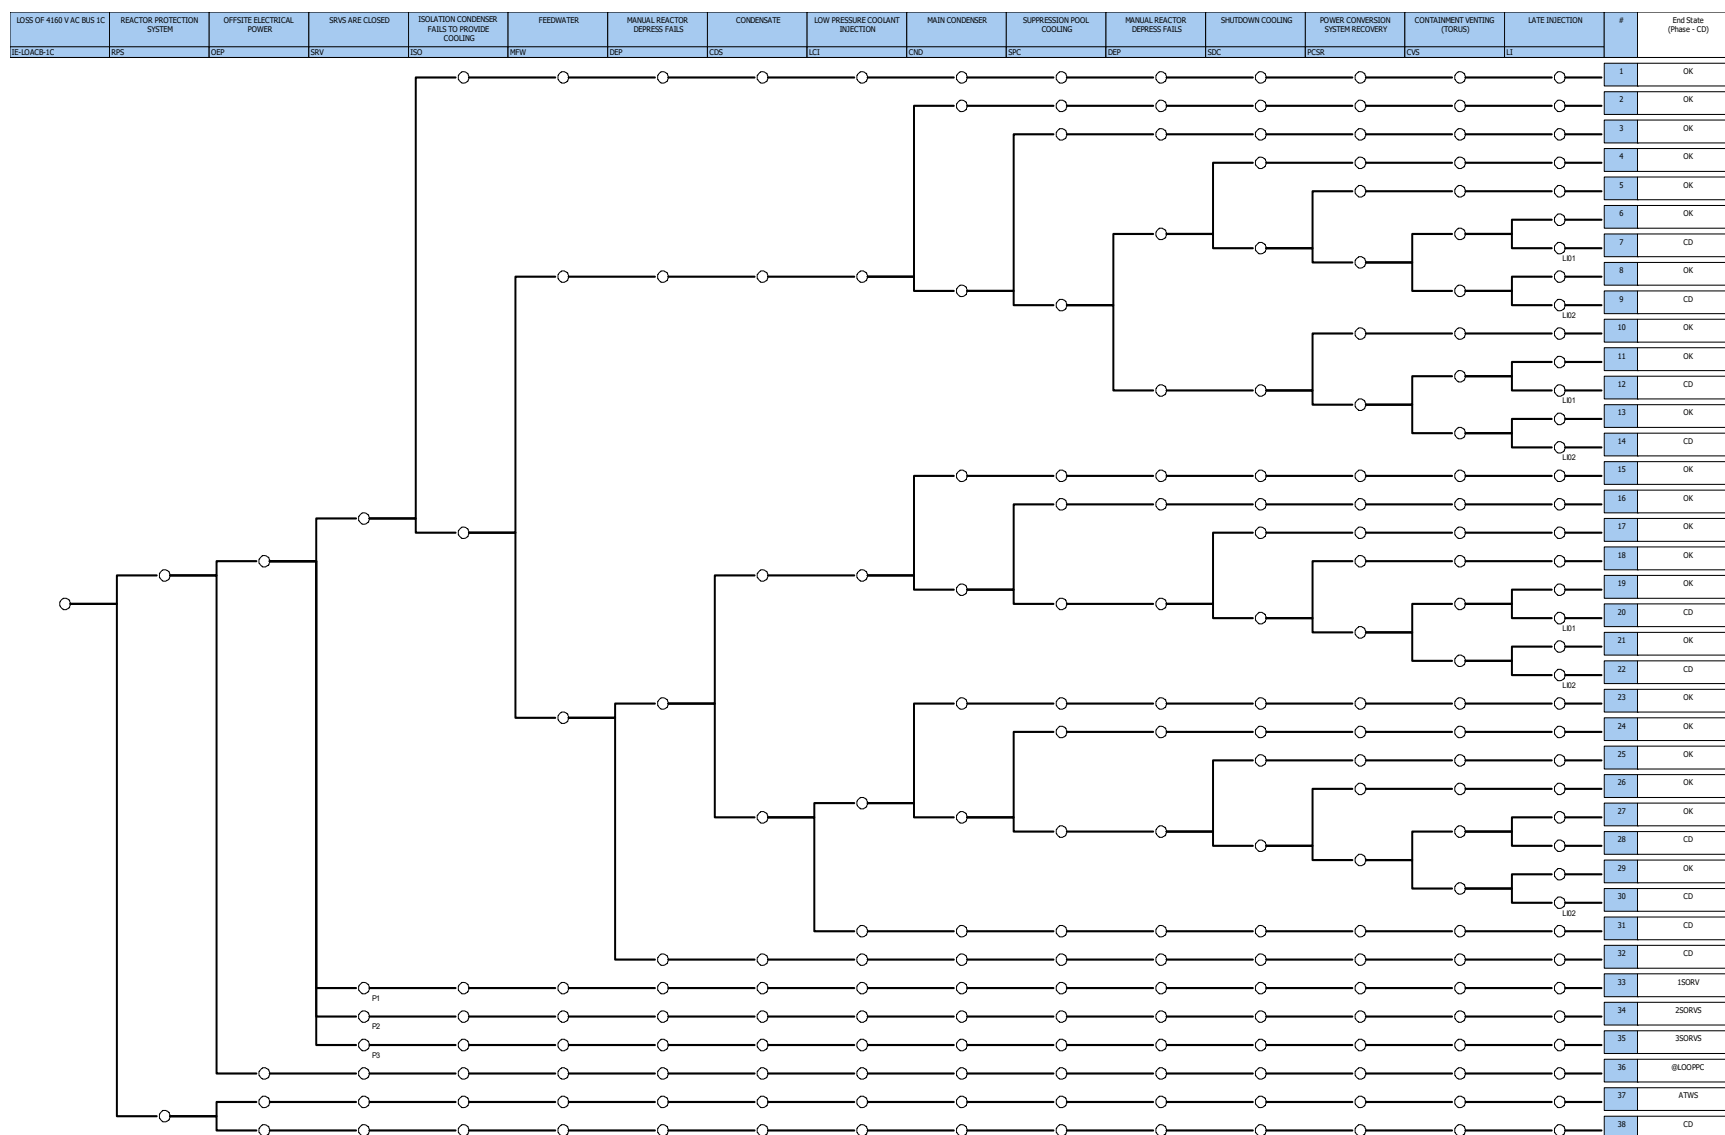 LOSS OF 4160 V AC BUS 1C
REACTOR PROTECTION
SYSTEM
OFFSITE ELECTRICAL
POWER
SRVS ARE CLOSED
ISOLATION CONDENSER
FAILS TO PROVIDE
COOLING
FEEDWATER
MANUAL REACTOR
DEPRESS FAILS
CONDENSATE
LOW PRESSURE COOLANT
INJECTION
MAIN CONDENSER
SUPPRESSION POOL
COOLING
MANUAL REACTOR
DEPRESS FAILS
SHUTDOWN COOLING
POWER CONVERSION
SYSTEM RECOVERY
CONTAINMENT VENTING
(TORUS)
LATE INJECTION
#
End State
(Phase - CD)
IE-LOACB-1C
RPS
OEP
SRV
ISO
MFW
DEP
CDS
LCI
CND
SPC
DEP
SDC
PCSR
CVS
LI
1 OK
2 OK
3 OK
4 OK
5 OK
6 OK
7 CD
LI01
8 OK
9 CD
LI02
10 OK
11 OK
12 CD
LI01
13 OK
14 CD
LI02
15 OK
16 OK
17 OK
18 OK
19 OK
20 CD
LI01
21 OK
22 CD
LI02
23 OK
24 OK
25 OK
26 OK
27 OK
28 CD
29 OK
30 CD
LI02
31 CD
32 CD
33 1SORV
P1
34 2SORVS
P2
35 3SORVS
P3
36 @LOOPPC
37 ATWS
38 CD